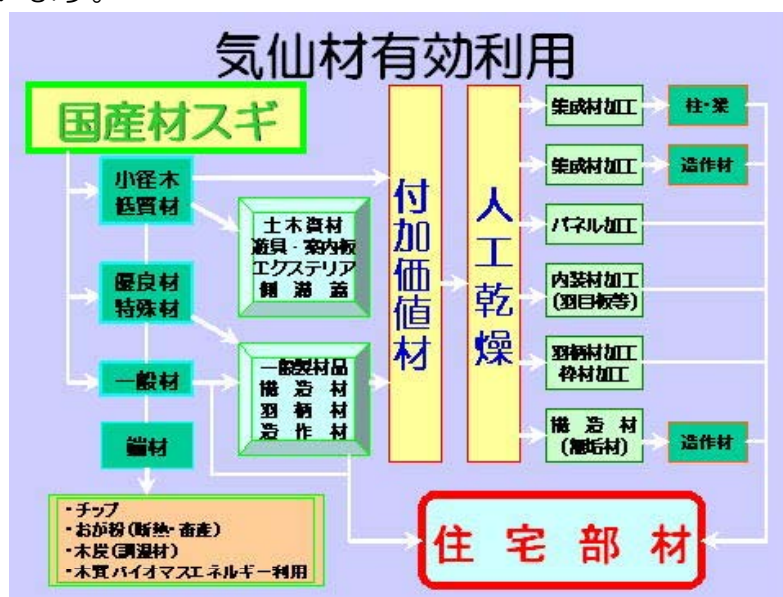 します。
気仙材有効利用
国産材スギ
小径木
低質材
優良材
特殊材
一般材
端材
土木資材
遊具・案内板
エクステリア
側溝蓋
一般製材品
構造材
羽柄材
造作材
付加価値材
人工乾燥
集成材加工
柱・梁
集成材加工
造作材
パネル加工
内装材加工
(羽目板等)
羽柄材加工
枠材加工
構造材
(無垢材)
造作材
・チップ
・おが粉(断熱・畜産)
・木炭(調湿材)
・木質バイオマスエネルギー利用
住宅部材